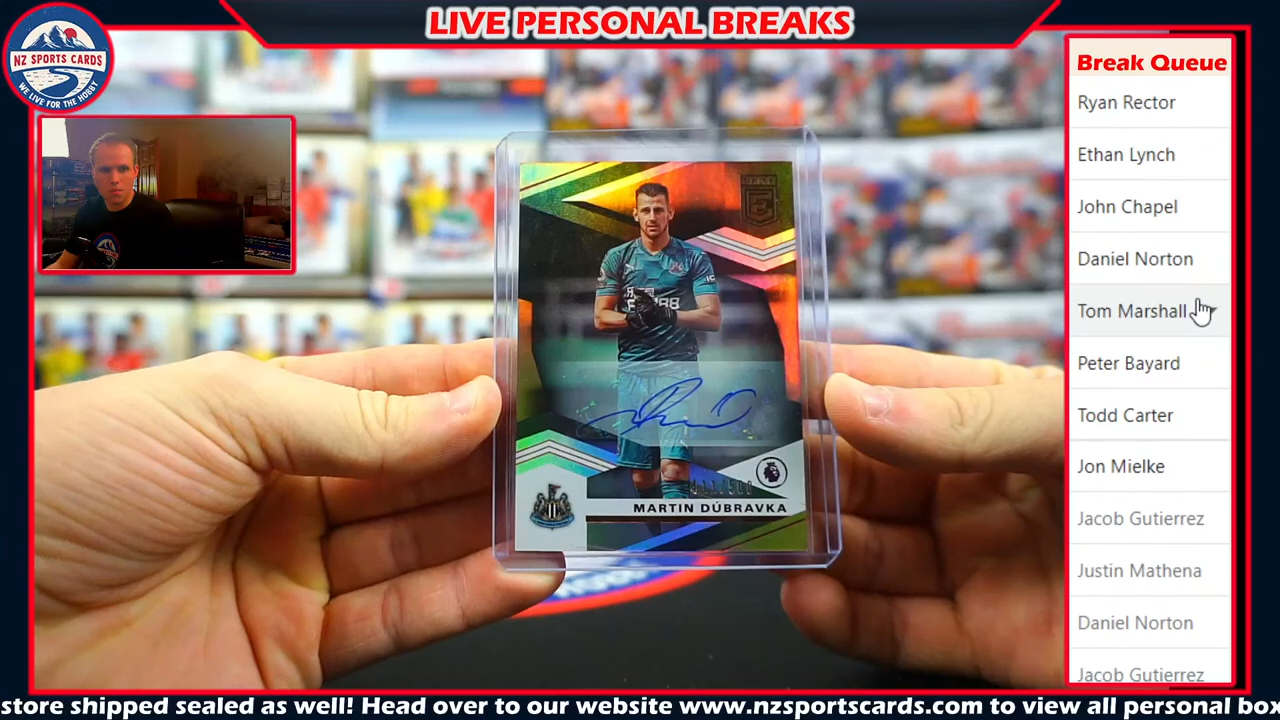 LIVE PERSONAL BREAKS
NZ SPORTS CARDS
WE LIVE FOR THE HOBBY
Break Queue
Ryan Rector
Ethan Lynch
John Chapel
Daniel Norton
Tom Marshall
Peter Bayard
Todd Carter
Jon Mielke
Jacob Gutierrez
Justin Mathena
Daniel Norton
Jacob Gutierrez
MARTIN DÚBRAVKA
store shipped sealed as well! Head over to our website www.nzsportscards.com to view all personal box